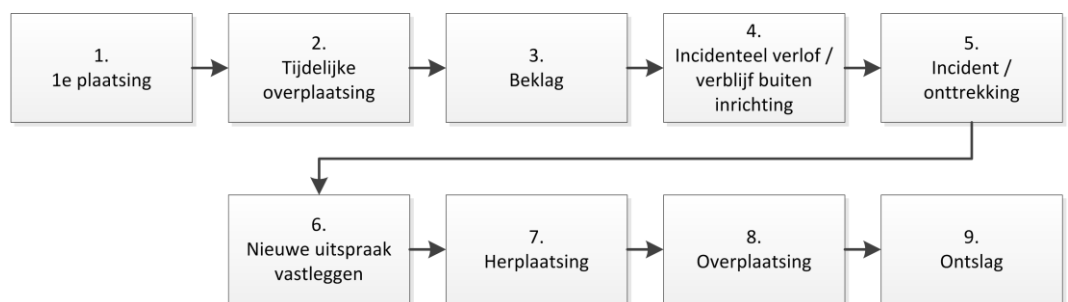 1.
1e plaatsing
2.
Tijdelijke
overplaatsing
3.
Beklag
4.
Incidenteel verlof /
verblijf buiten
inrichting
5.
Incident /
onttrekking
6.
Nieuwe uitspraak
vastleggen
7.
Herplaatsing
8.
Overplaatsing
9.
Ontslag